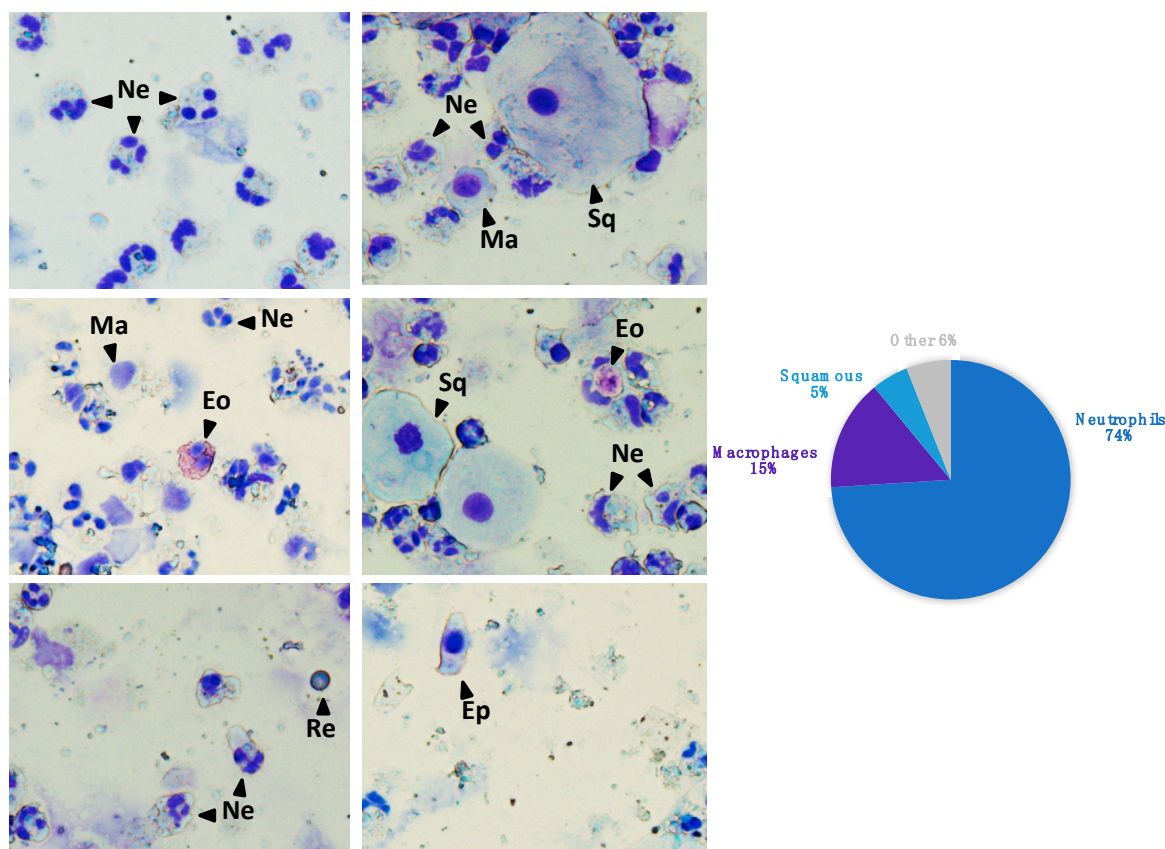 Ne
Ne
Ma
Sq
Ma
Ne
Eo
Eo
Sq
Ne
Re
Ne
Ep
Other 6%
Squamous
5%
Neutrophils
74%
Macrophages
15%